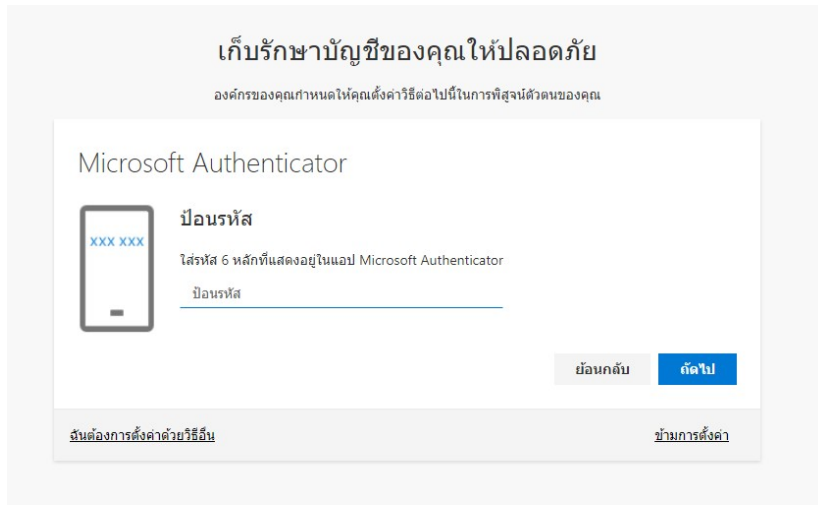 เก็บรักษาบัญชีของคุณให้ปลอดภัย
องค์กรของคุณกำหนดให้คุณตั้งค่าวิธีต่อไปนี้ในการพิสูจน์ตัวตนของคุณ
Microsoft Authenticator
ป้อนรหัส
xxx xxx
ใส่รหัส 6 หลักที่แสดงอยู่ในแอป Microsoft Authenticator
ป้อนรหัส
ย้อนกลับ ถัดไป
ฉันต้องการตั้งค่าด้วยวิธีอื่น ข้ามการตั้งค่า